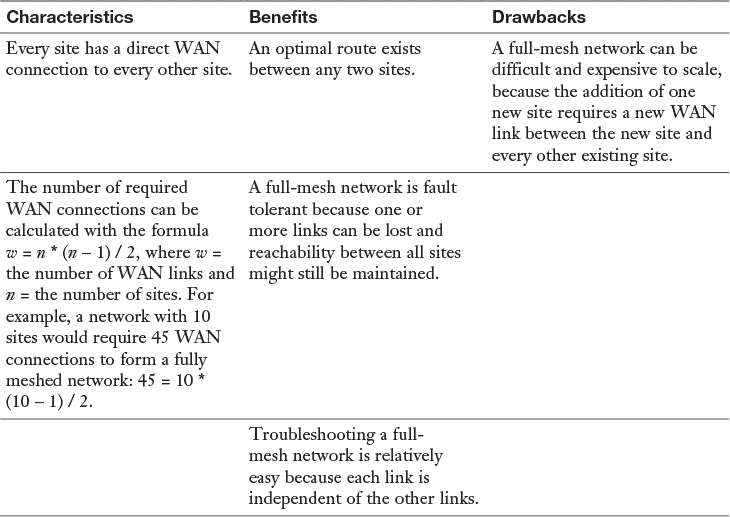 Characteristics
Benefits
Drawbacks
Every site has a direct WAN
connection to every other site.
An optimal route exists
between any two sites.
A full-mesh network can be
difficult and expensive to scale,
because the addition of one
new site requires a new WAN
link between the new site and
every other existing site.
The number of required
WAN connections can be
calculated with the formula
w = n * (n – 1) / 2, where w =
the number of WAN links and
n = the number of sites. For
example, a network with 10
sites would require 45 WAN
connections to form a fully
meshed network: 45 = 10 *
(10 – 1) / 2.
A full-mesh network is fault
tolerant because one or
more links can be lost and
reachability between all sites
might still be maintained.
Troubleshooting a full-
mesh network is relatively
easy because each link is
independent of the other links.